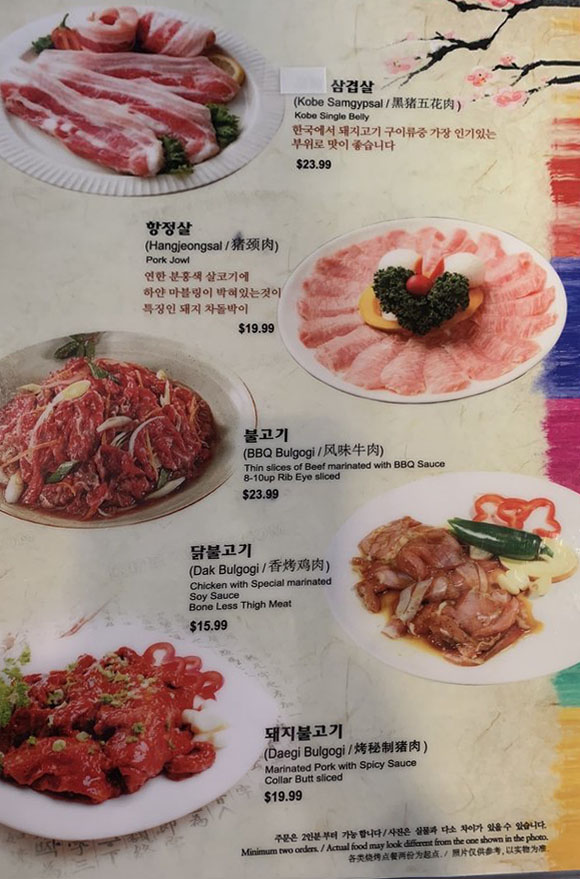 삼겹살
(Kobe Samgypsal / 黑猪五花肉)
Kobe Single Belly
한국에서 돼지고기 구이류중 가장 인기있는
부위로 맛이 좋습니다
$23.99
항정살
(Hangjeongsal / 猪颈肉)
Pork Jowl
연한 분홍색 살코기에
하얀 마블링이 박혀있는것이
특징인 돼지 차돌박이
$19.99
불고기
(BBQ Bulgogi / 风味牛肉)
Thin slices of Beef marinated with BBQ Sauce
8-10up Rib Eye sliced
$23.99
닭불고기
(Dak Bulgogi / 香烤鸡肉)
Chicken with Special marinated
Soy Sauce
Bone Less Thigh Meat
$15.99
돼지불고기
(Daegi Bulgogi / 烤秘制猪肉)
Marinated Pork with Spicy Sauce
Collar Butt sliced
$19.99
주문은 2인분 부터 가능 합니다 / 사진은 실물과 다소 차이가 있을 수 있습니다.
Minimum two orders. / Actual food may look different from the one shown in the photo.
各类烧烤点餐两份为起点. / 照片仅供参考, 以实物为准.